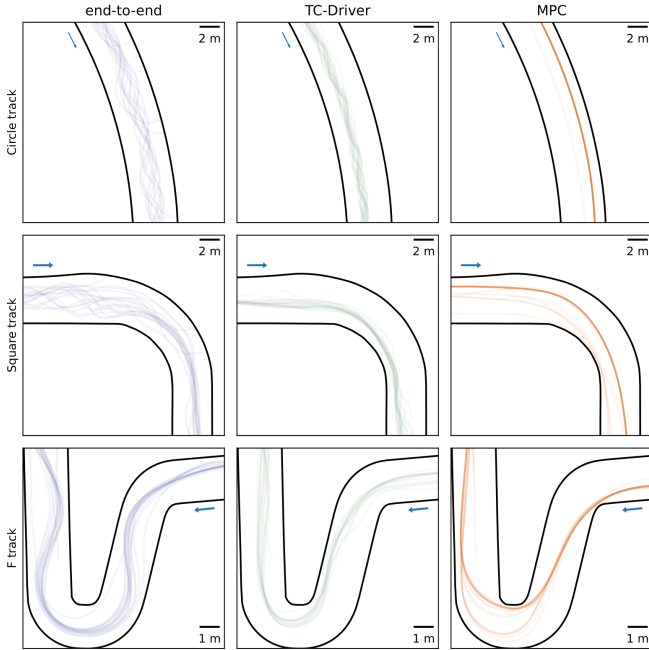 end-to-end
TC-Driver
MPC
Circle track
2 m
2 m
2 m
Square track
2 m
2 m
2 m
F track
1 m
1 m
1 m